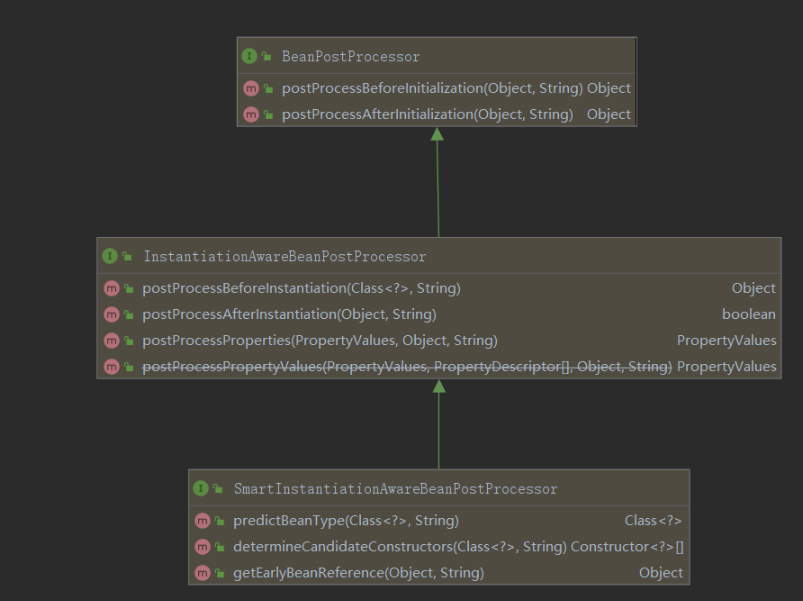 BeanPostProcessor
postProcessBeforeInitialization(Object, String) Object
postProcessAfterInitialization(Object, String) Object
InstantiationAwareBeanPostProcessor
postProcessBeforeInstantiation(Class<?>, String) Object
postProcessAfterInstantiation(Object, String) boolean
postProcessProperties(PropertyValues, Object, String) PropertyValues
postProcessPropertyValues(PropertyValues, PropertyDescriptor[], Object, String) PropertyValues
SmartInstantiationAwareBeanPostProcessor
predictBeanType(Class<?>, String) Class<?>
determineCandidateConstructors(Class<?>, String) Constructor<?>[]
getEarlyBeanReference(Object, String) Object